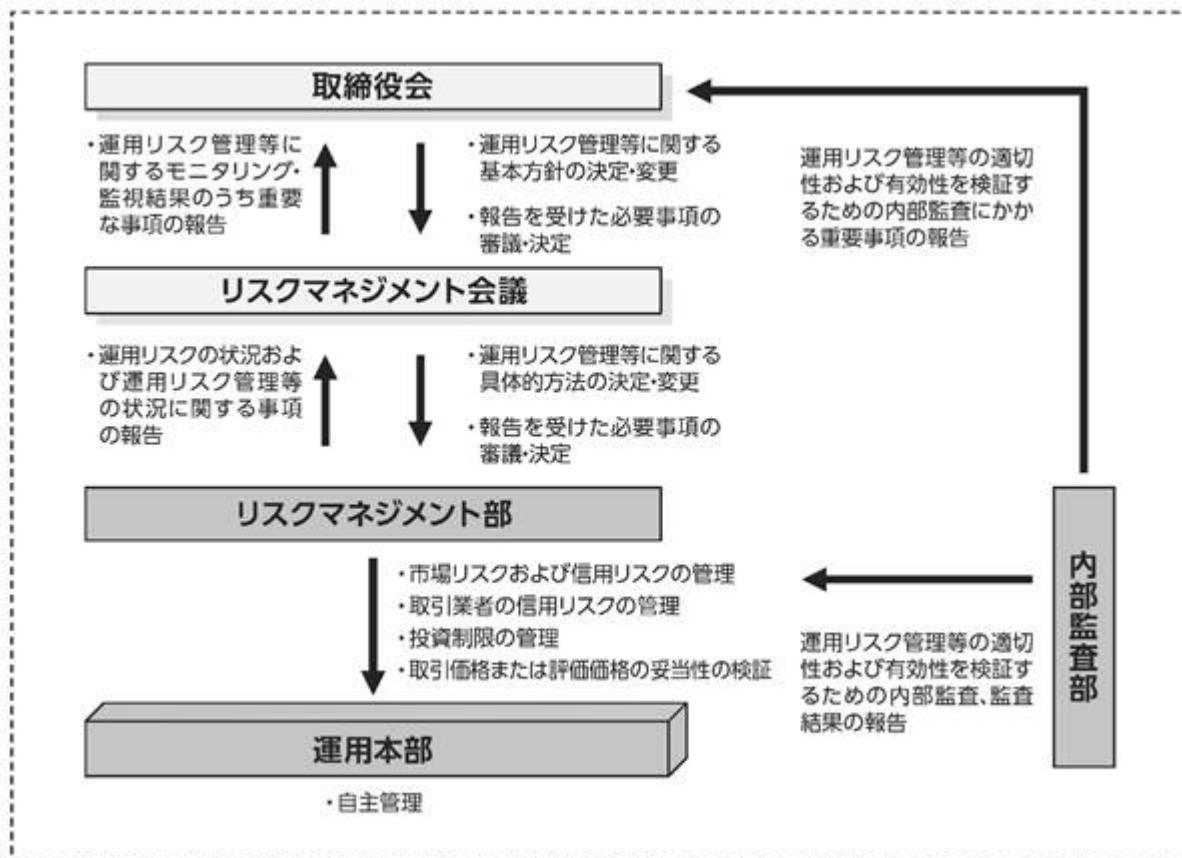 取締役会
・運用リスク管理等に
関するモニタリング・
監視結果のうち重要
な事項の報告
・運用リスク管理等に関する
基本方針の決定・変更
・報告を受けた必要事項の
審議・決定
運用リスク管理等の適切
性および有効性を検証す
るための内部監査にかか
る重要事項の報告
リスクマネジメント会議
・運用リスクの状況およ
び運用リスク管理等
の状況に関する事項
の報告
・運用リスク管理等に関する
具体的方法の決定・変更
・報告を受けた必要事項の
審議・決定
リスクマネジメント部
・市場リスクおよび信用リスクの管理
・取引業者の信用リスクの管理
・投資制限の管理
・取引価格または評価価格の妥当性の検証
運用リスク管理等の適切
性および有効性を検証す
るための内部監査、監査
結果の報告
内部監査部
運用本部
・自主管理